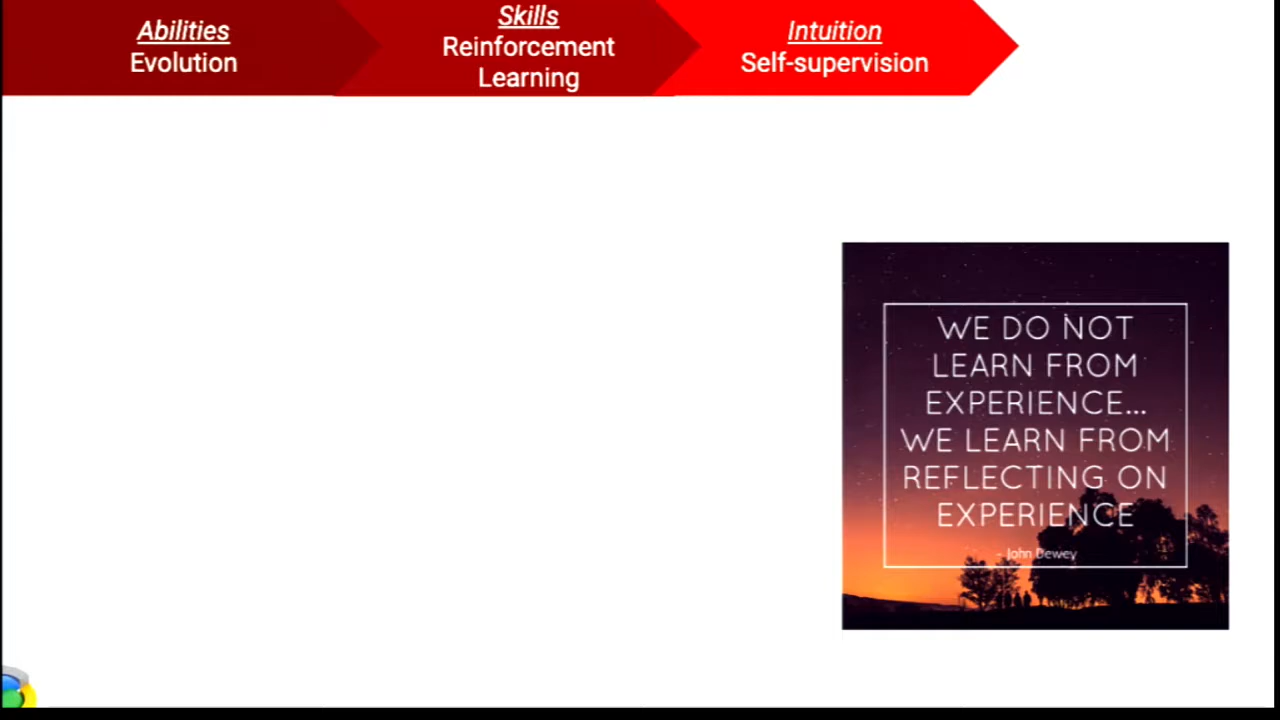 Abilities
Evolution
Skills
Reinforcement
Learning
Intuition
Self-supervision
WE DO NOT
LEARN FROM
EXPERIENCE...
WE LEARN FROM
REFLECTING ON
EXPERIENCE
- John Dewey